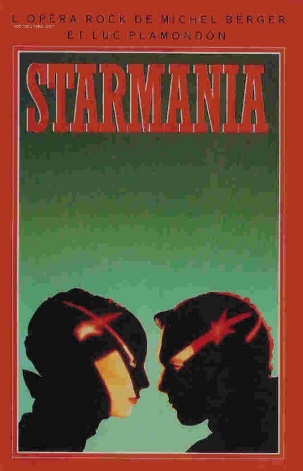 L'OPÉRA ROCK DE MICHEL BERGER
ET LUC PLAMONDON
STARMANIA